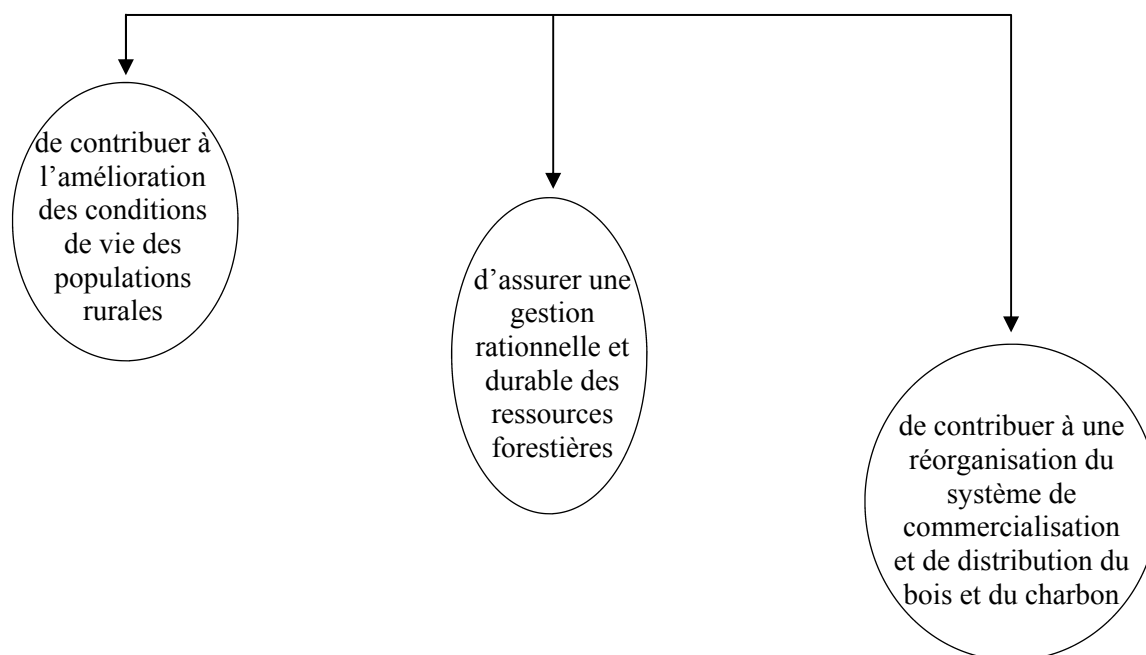 de contribuer à
l’amélioration
des conditions
de vie des
populations
rurales
d’assurer une
gestion
rationnelle et
durable des
ressources
forestières
de contribuer à une
réorganisation du
système de
commercialisation
et de distribution du
bois et du charbon